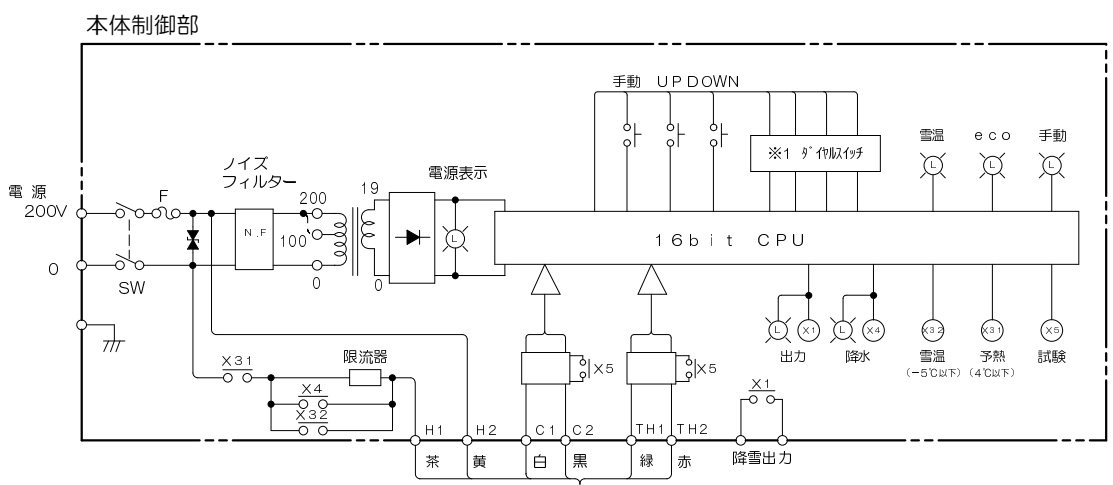 本体制御部
手動 UP DOWN
雪温 eco 手動
L L L
※1 ダイヤルスイッチ
ノイズ
フィルター
電源表示
電 源
200V
F
N.F
200
100
0
19
0
L
16bit CPU
0
SW
L X1 L X4 X32 X31 X5
出力 降水 雪温 予熱 試験
(−5℃以下) (4℃以下)
X31
限流器
X4
X32
X5
X5
X1
H1 H2 C1 C2 TH1 TH2
茶 黄 白 黒 緑 赤
降雪出力